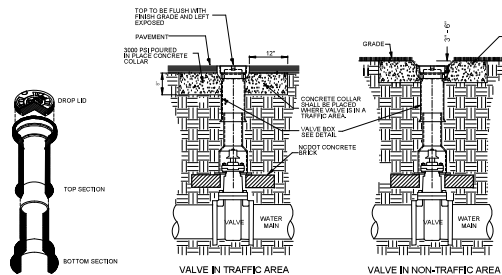 TOP TO BE FLUSH WITH
FINISH GRADE AND LEFT
EXPOSED
PAVEMENT
3000 PSI POURED
IN PLACE CONCRETE
COLLAR
12"
3" - 6"
GRADE
DROP LID
CONCRETE COLLAR
SHALL BE PLACED
WHERE VALVE IS IN A
TRAFFIC AREA.
VALVE BOX
SEE DETAIL
NCDOT CONCRETE
BRICK
TOP SECTION
BOTTOM SECTION
VALVE
WATER
MAIN
VALVE
WATER
MAIN
VALVE IN TRAFFIC AREA
VALVE IN NON-TRAFFIC AREA